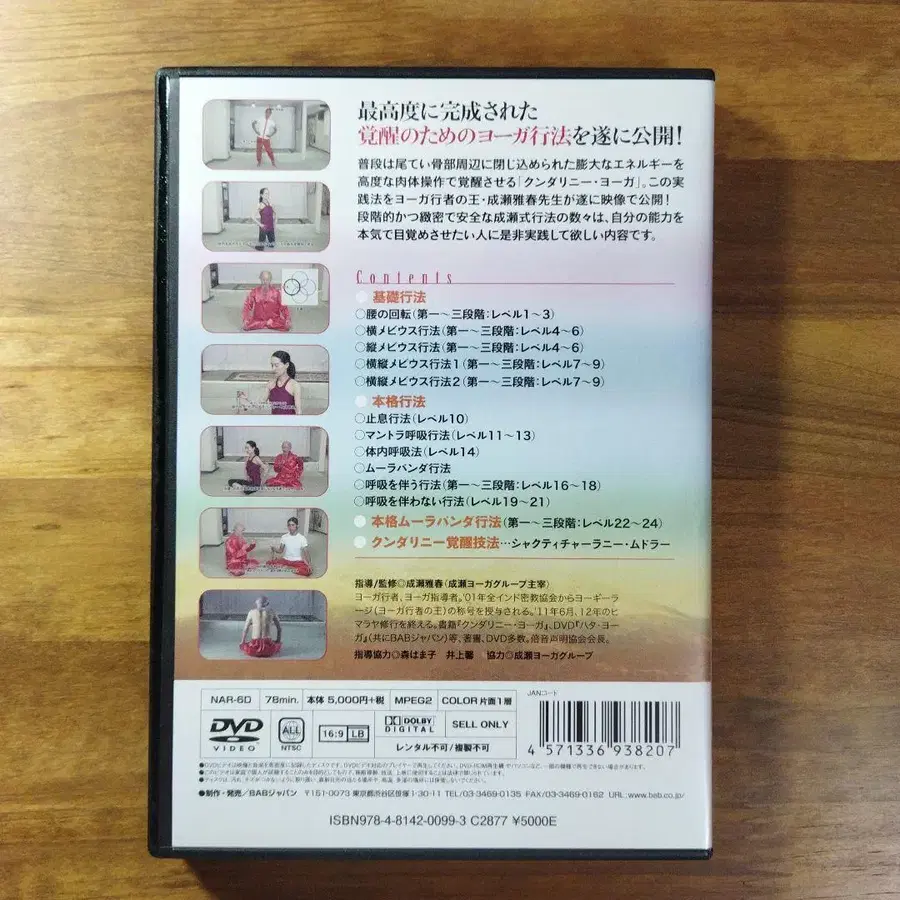 最高度に完成された
覚醒のためのヨーガ行法を遂に公開!
普段は尾てい骨部周辺に閉じ込められた膨大なエネルギーを
高度な肉体操作で覚醒させる「クンダリニー・ヨーガ」。この実
践法をヨーガ行者の王・成瀬雅春先生が遂に映像で公開!
段階的かつ緻密で安全な成瀬式行法の数々は、自分の能力を
本気で目覚めさせたい人に是非実践して欲しい内容です。
Contents
基礎行法
○腰の回転(第一〜三段階:レベル1〜3)
○横メビウス行法(第一〜三段階:レベル4〜6)
○縦メビウス行法(第一〜三段階:レベル4〜6)
○横縦メビウス行法1(第一〜三段階:レベル7〜9)
○横縦メビウス行法2(第一〜三段階:レベル7〜9)
本格行法
○止息行法(レベル10)
○マントラ呼吸行法(レベル11〜13)
○体内呼吸法(レベル14)
○ムーラバンダ行法
○呼吸を伴う行法(第一〜三段階:レベル16〜18)
○呼吸を伴わない行法(レベル19〜21)
本格ムーラバンダ行法(第一〜三段階:レベル22〜24)
クンダリニー覚醒技法…シャクティチャーラニー・ムドラー
指導/監修◎成瀬雅春(成瀬ヨーガグループ主宰)
ヨーガ行者、ヨーガ指導者。'01年全インド密教協会からヨーギーラ
ージ(ヨーガ行者の王)の称号を授与される。'11年6月、12年のヒ
マラヤ修行を終える。書籍『クンダリニー・ヨーガ』、DVD『ハタ・ヨー
ガ』(共にBABジャパン)等、著書、DVD多数。倍音声明協会会長。
指導協力◎森はま子 井上馨 協力◎成瀬ヨーガグループ
NAR-6D 78min. 本体 5,000円+税 MPEG2 COLOR 片面1層
JANコード
DVD VIDEO ALL NTSC 16:9 LB DOLBY DIGITAL SELL ONLY
レンタル不可/複製不可
4 571336 938207
●制作・発売/BABジャパン 〒151-0073 東京都渋谷区笹塚1-30-11 TEL/03-3469-0135 FAX/03-3469-0162 URL:www.bab.co.jp/
ISBN978-4-8142-0099-3 C2877 ¥5000E